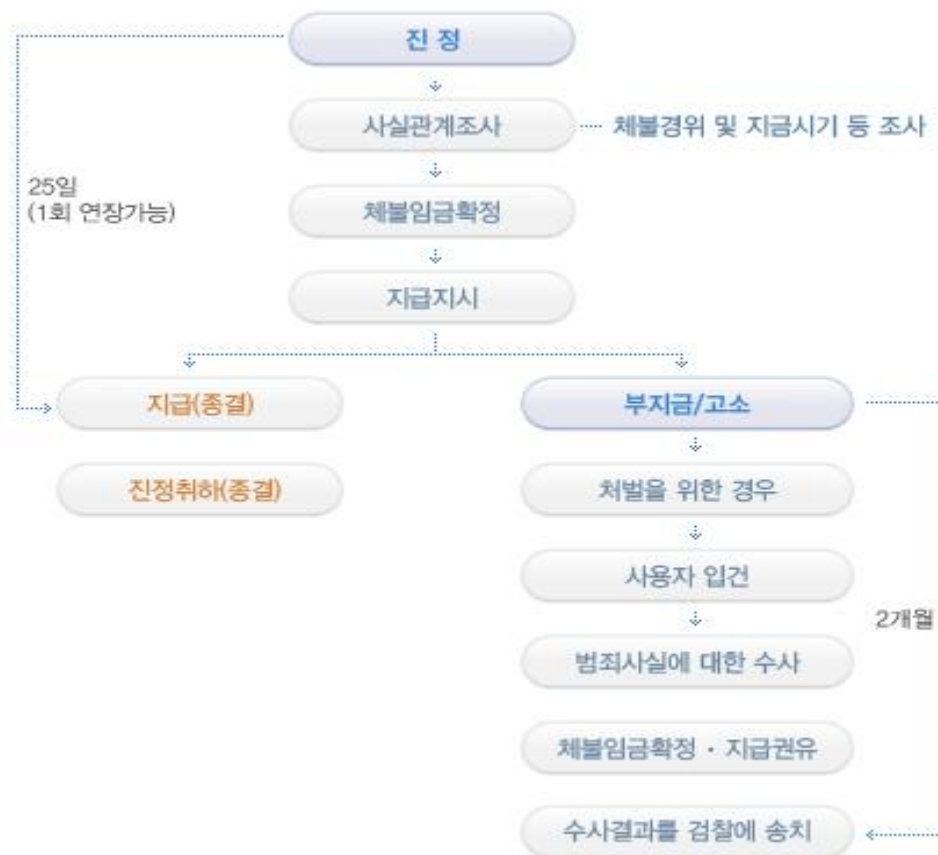 진 정
사실관계조사
체불경위 및 지금시기 등 조사
25일
(1회 연장가능)
체불임금확정
지급지시
지급(종결)
부지금/고소
진정취하(종결)
처벌을 위한 경우
사용자 입건
2개월
범죄사실에 대한 수사
체불임금확정 · 지급권유
수사결과를 검찰에 송치